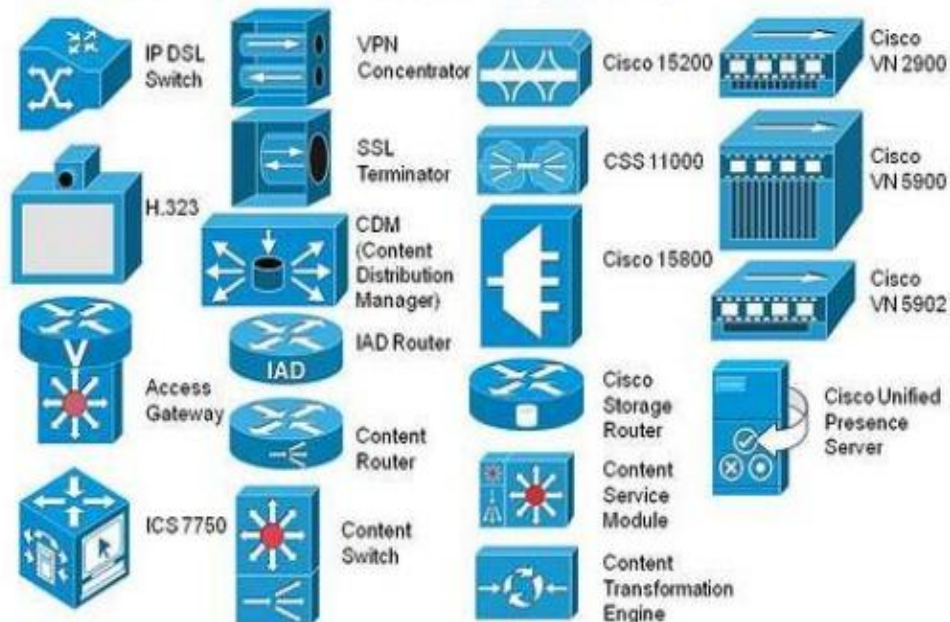 IP DSL
Switch
H.323
V
Access
Gateway
ICS 7750
VPN
Concentrator
SSL
Terminator
CDM
(Content
Distribution
Manager)
IAD
IAD Router
Content
Router
Content
Switch
Cisco 15200
CSS 11000
Cisco 15800
Cisco
Storage
Router
Content
Service
Module
Content
Transformation
Engine
Cisco
VN 2900
Cisco
VN 5900
Cisco
VN 5902
Cisco Unified
Presence
Server